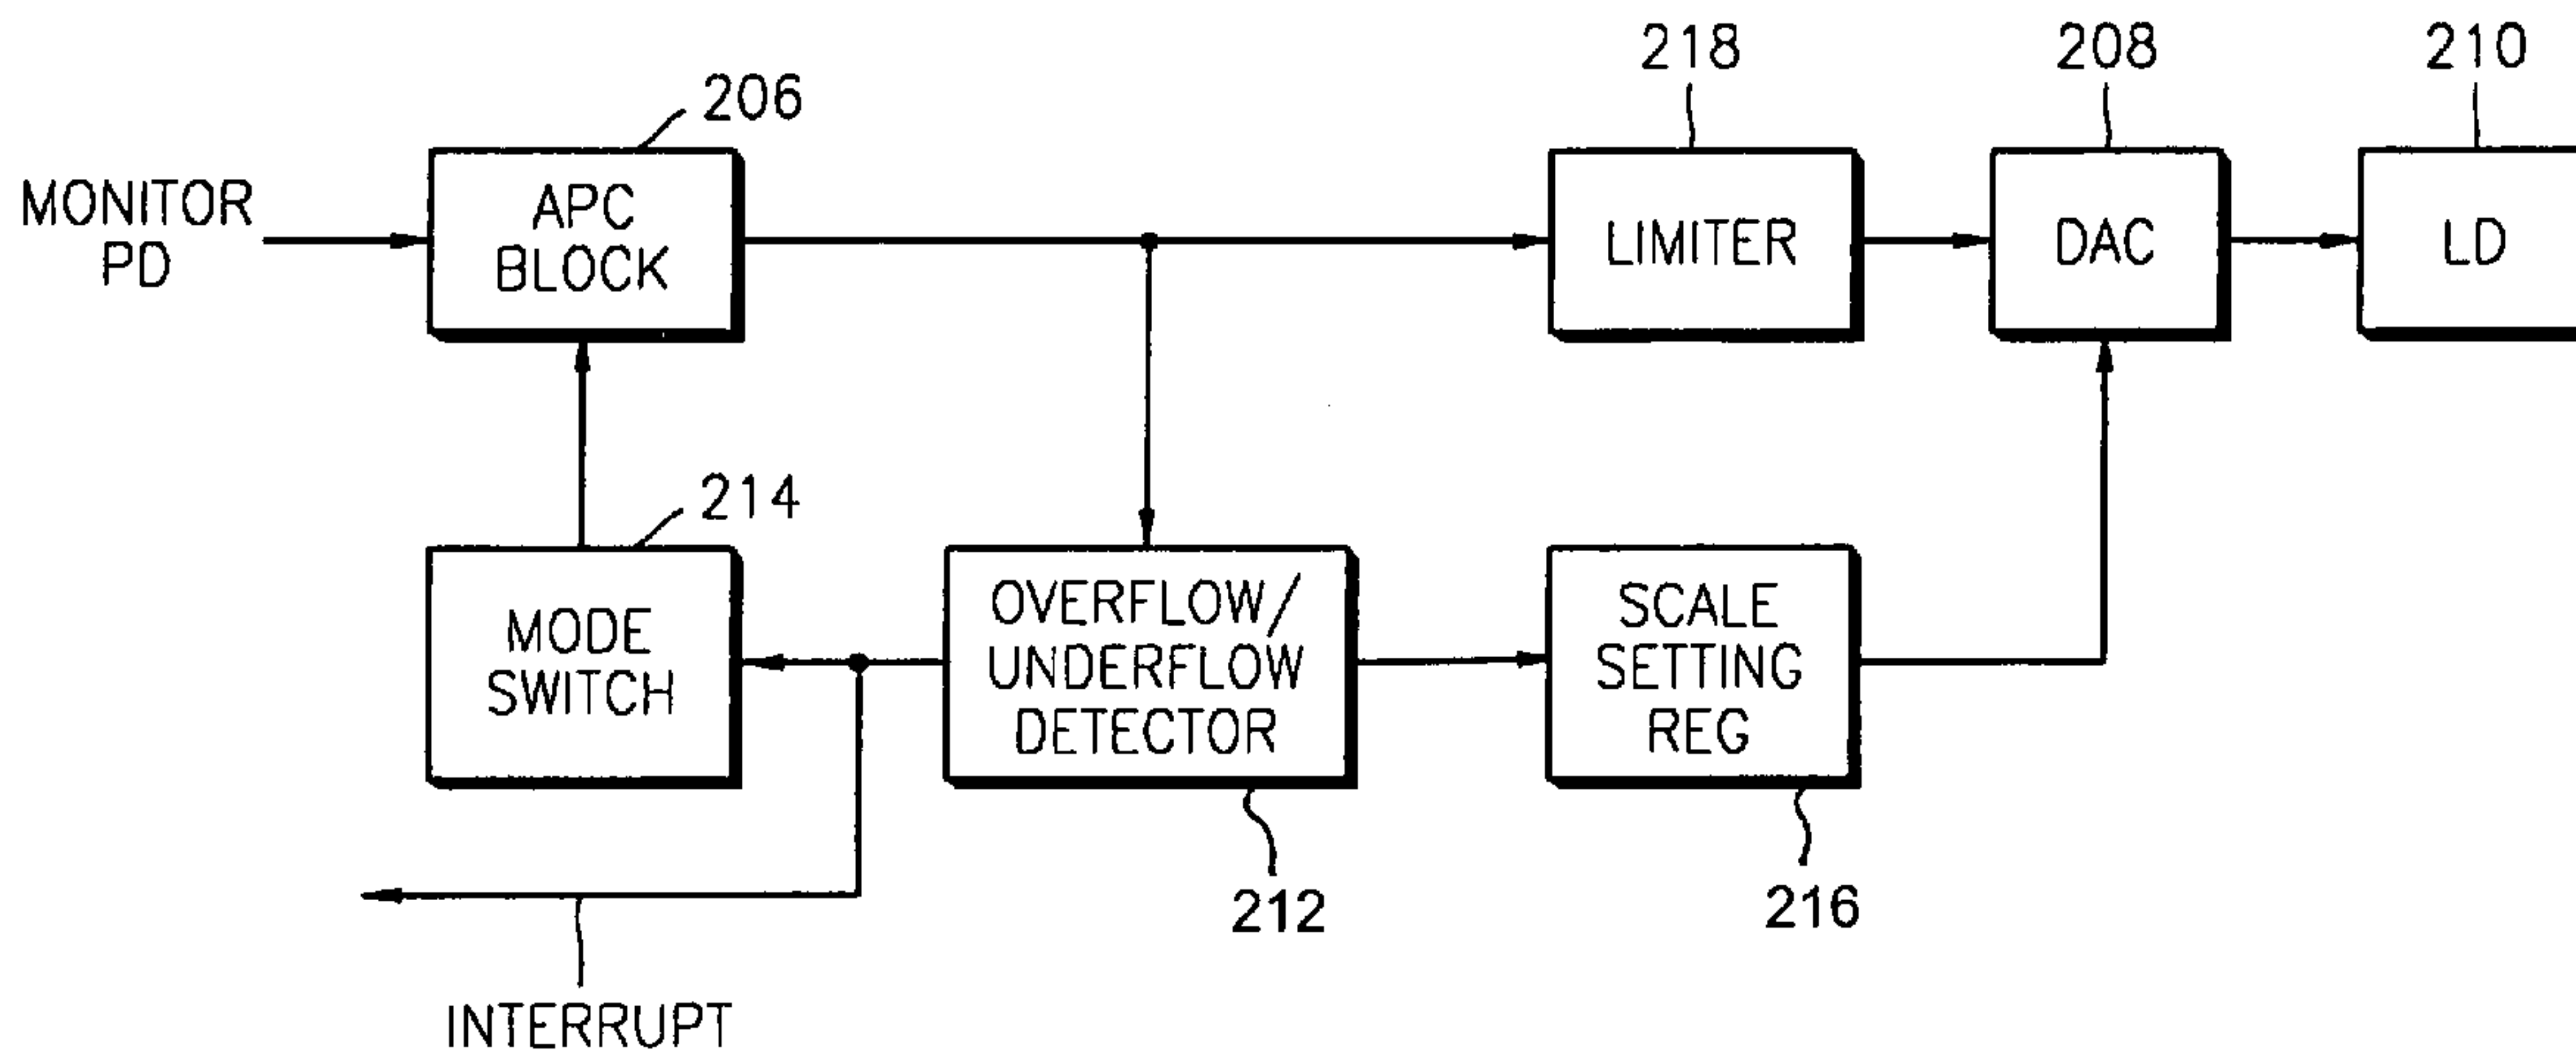 218
208
210
206
MONITOR
PD
APC
BLOCK
LIMITER
DAC
LD
214
MODE
SWITCH
OVERFLOW/
UNDERFLOW
DETECTOR
SCALE
SETTING
REG
212
216
INTERRUPT